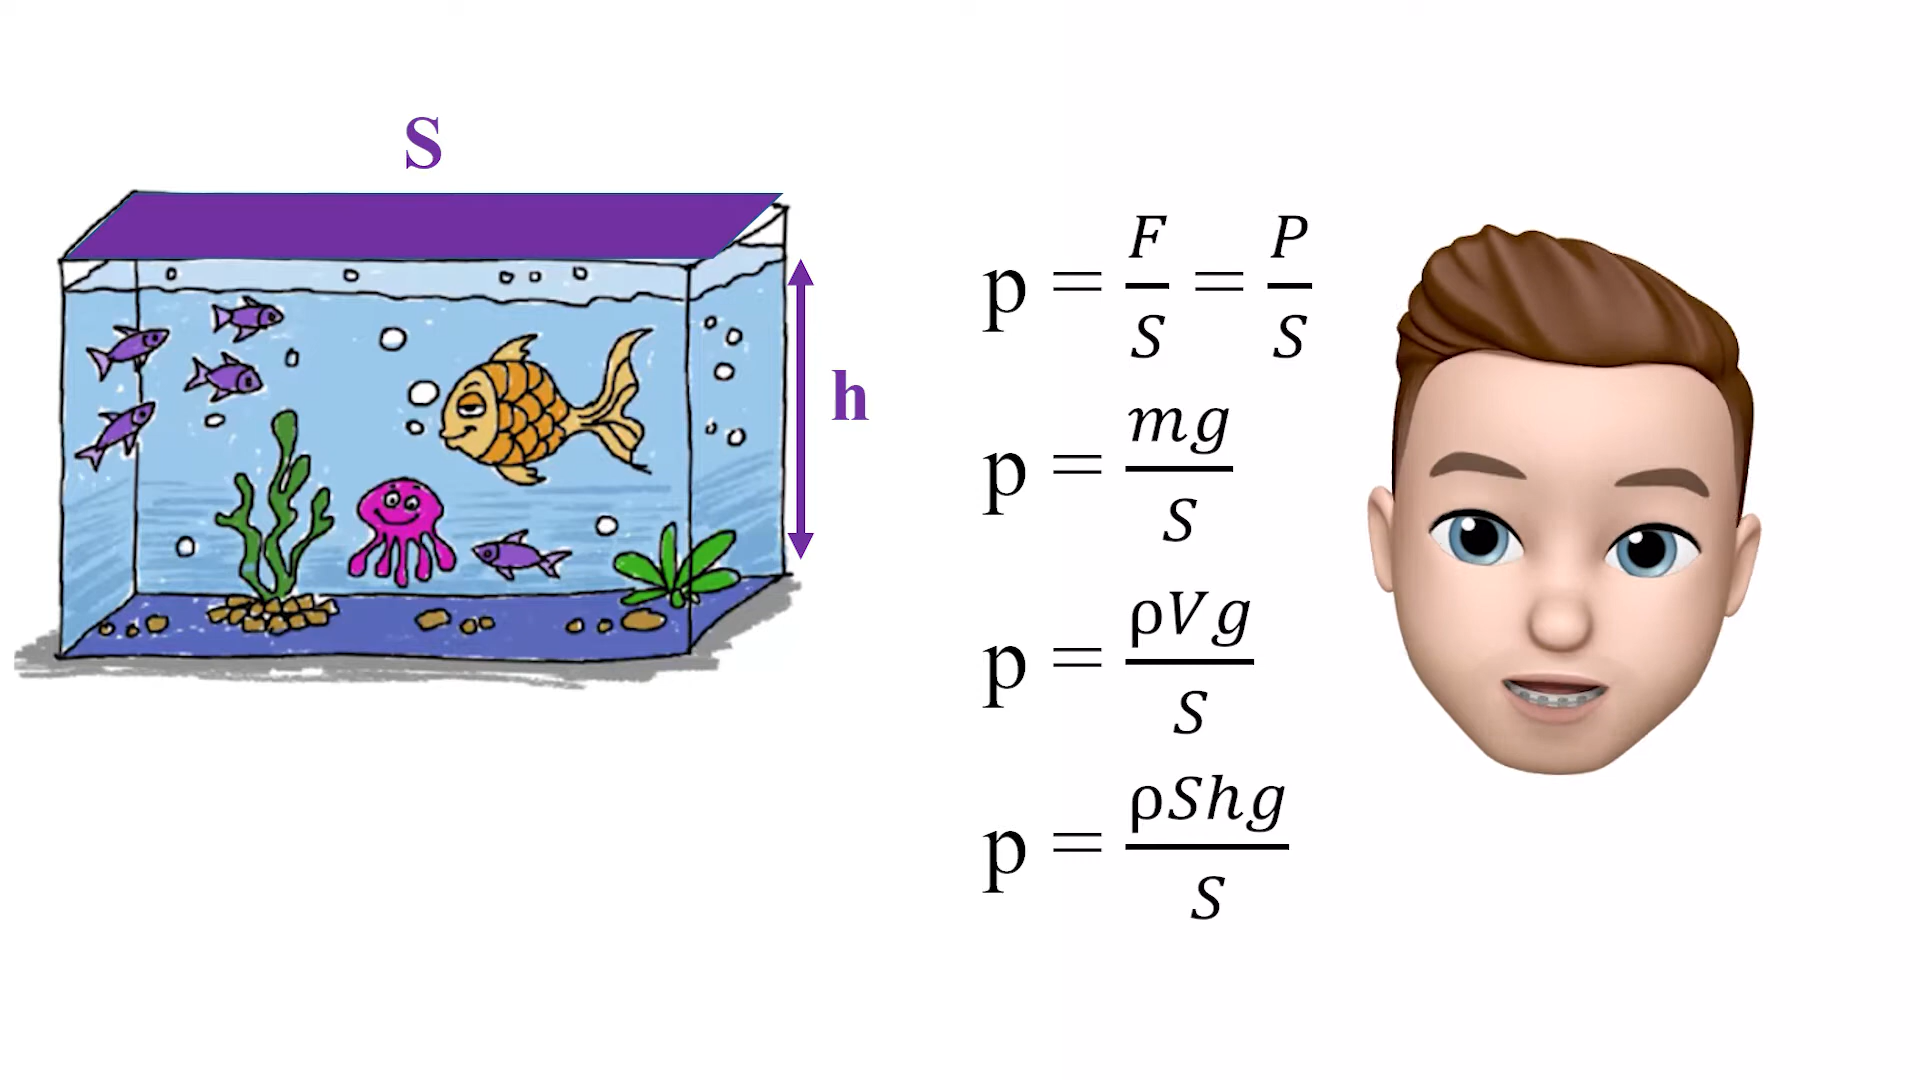 S
h
p = F/S = P/S
p = mg/S
p = ρVg/S
p = ρShg/S